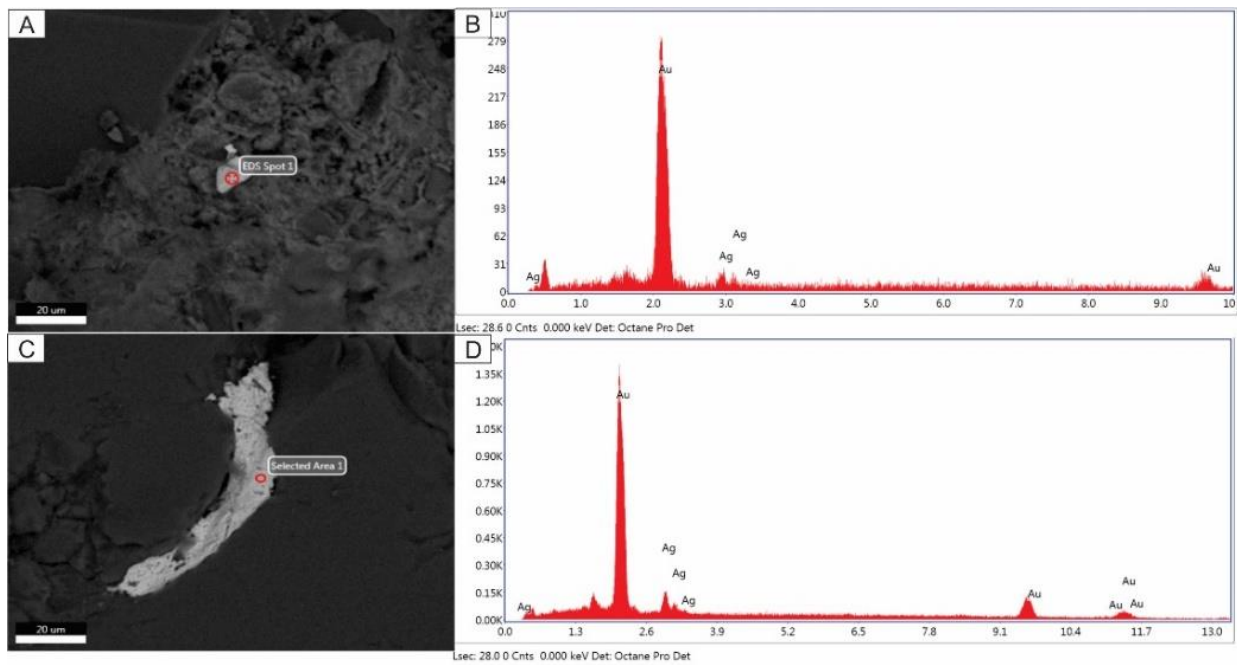 A
EDS Spot 1
20 um
B
279
248
217
186
155
124
93
62
31
0
Au
Ag
Ag
Ag
Ag
Au
0.0 1.0 2.0 3.0 4.0 5.0 6.0 7.0 8.0 9.0 10
Lsec: 28.6 0 Cnts 0.000 keV Det: Octane Pro Det
C
Selected Area 1
20 um
D
1.35K
1.20K
1.05K
0.90K
0.75K
0.60K
0.45K
0.30K
0.15K
0.00K
Au
Ag
Ag
Ag
Ag
Au
Au
Au
Au
0.0 1.3 2.6 3.9 5.2 6.5 7.8 9.1 10.4 11.7 13.0
Lsec: 28.0 0 Cnts 0.000 keV Det: Octane Pro Det